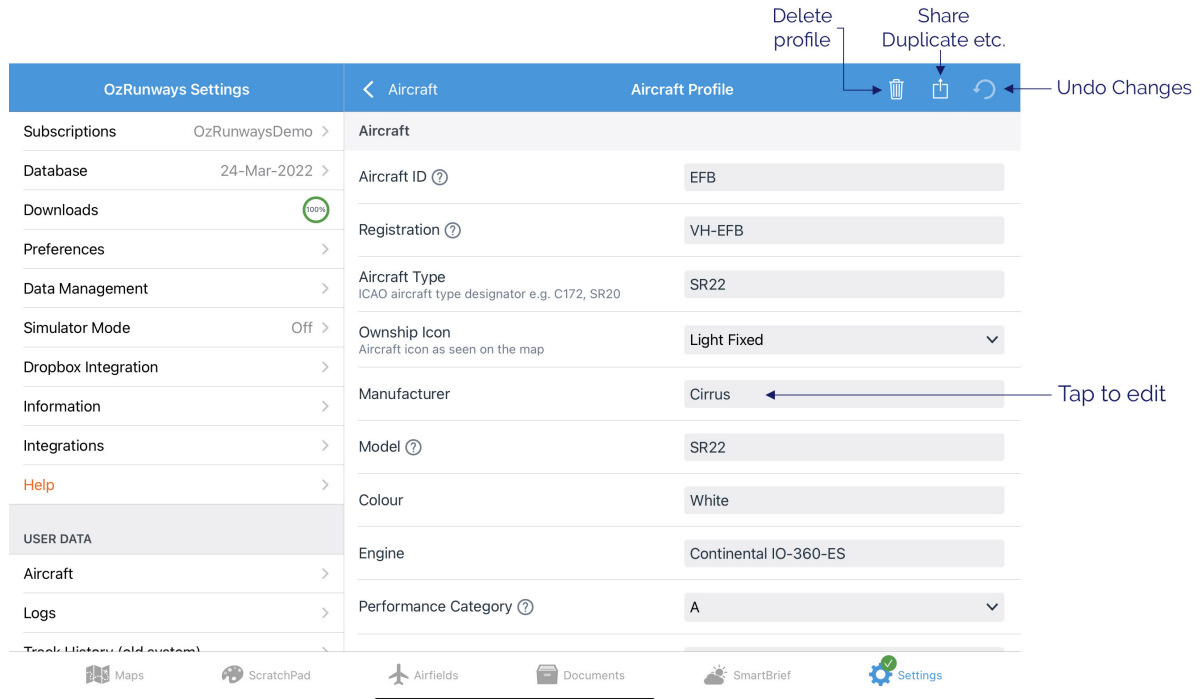 Delete
profile
Share
Duplicate etc.
Undo Changes
OzRunways Settings
Aircraft
Aircraft Profile
Subscriptions OzRunwaysDemo
Database 24-Mar-2022
Downloads 100%
Preferences
Data Management
Simulator Mode Off
Dropbox Integration
Information
Integrations
Help
USER DATA
Aircraft
Logs
Track History (old system)
Aircraft
Aircraft ID ? EFB
Registration ? VH-EFB
Aircraft Type
ICAO aircraft type designator e.g. C172, SR20
SR22
Ownship Icon
Aircraft icon as seen on the map
Light Fixed
Manufacturer Cirrus
Tap to edit
Model ? SR22
Colour White
Engine Continental IO-360-ES
Performance Category ? A
Maps ScratchPad Airfields Documents SmartBrief Settings